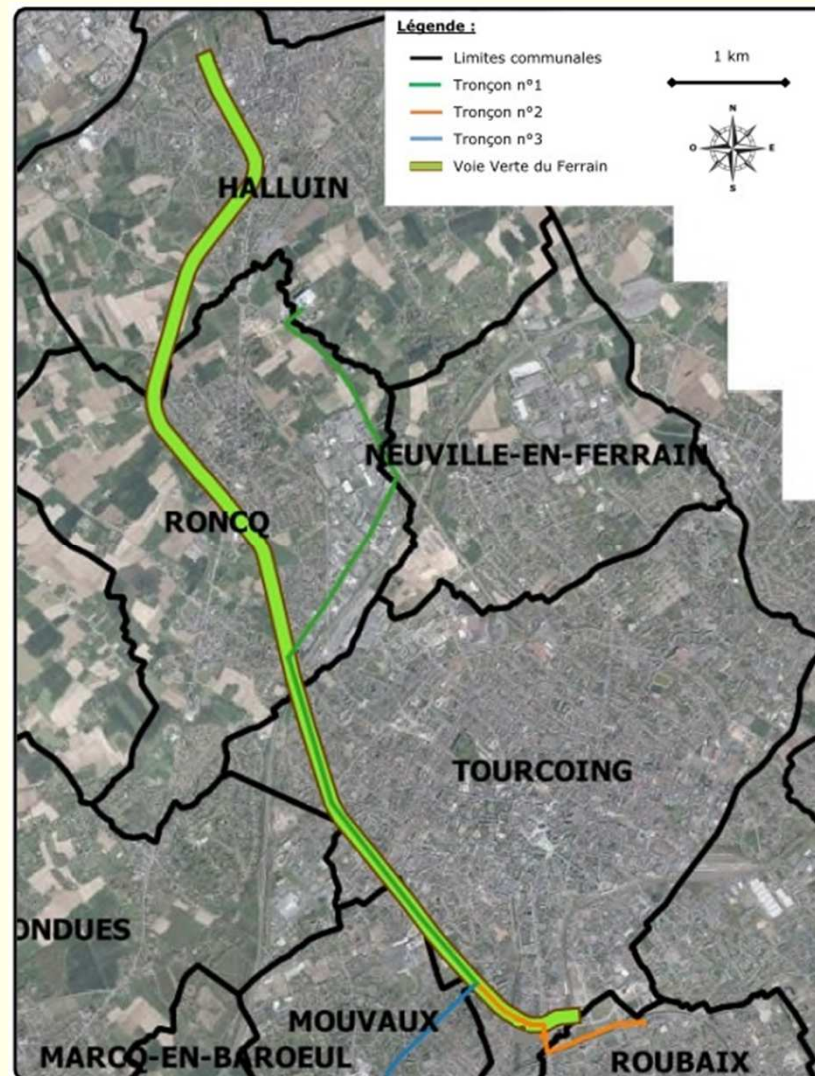 Légende :
Limites communales
Tronçon n°1
Tronçon n°2
Tronçon n°3
Voie Verte du Ferrain
1 km
N
O
E
S
HALLUIN
NEUVILLE-EN-FERRAIN
RONCQ
TOURCOING
ONDUES
MOUVAUX
MARCQ-EN-BAROEUL
ROUBAIX